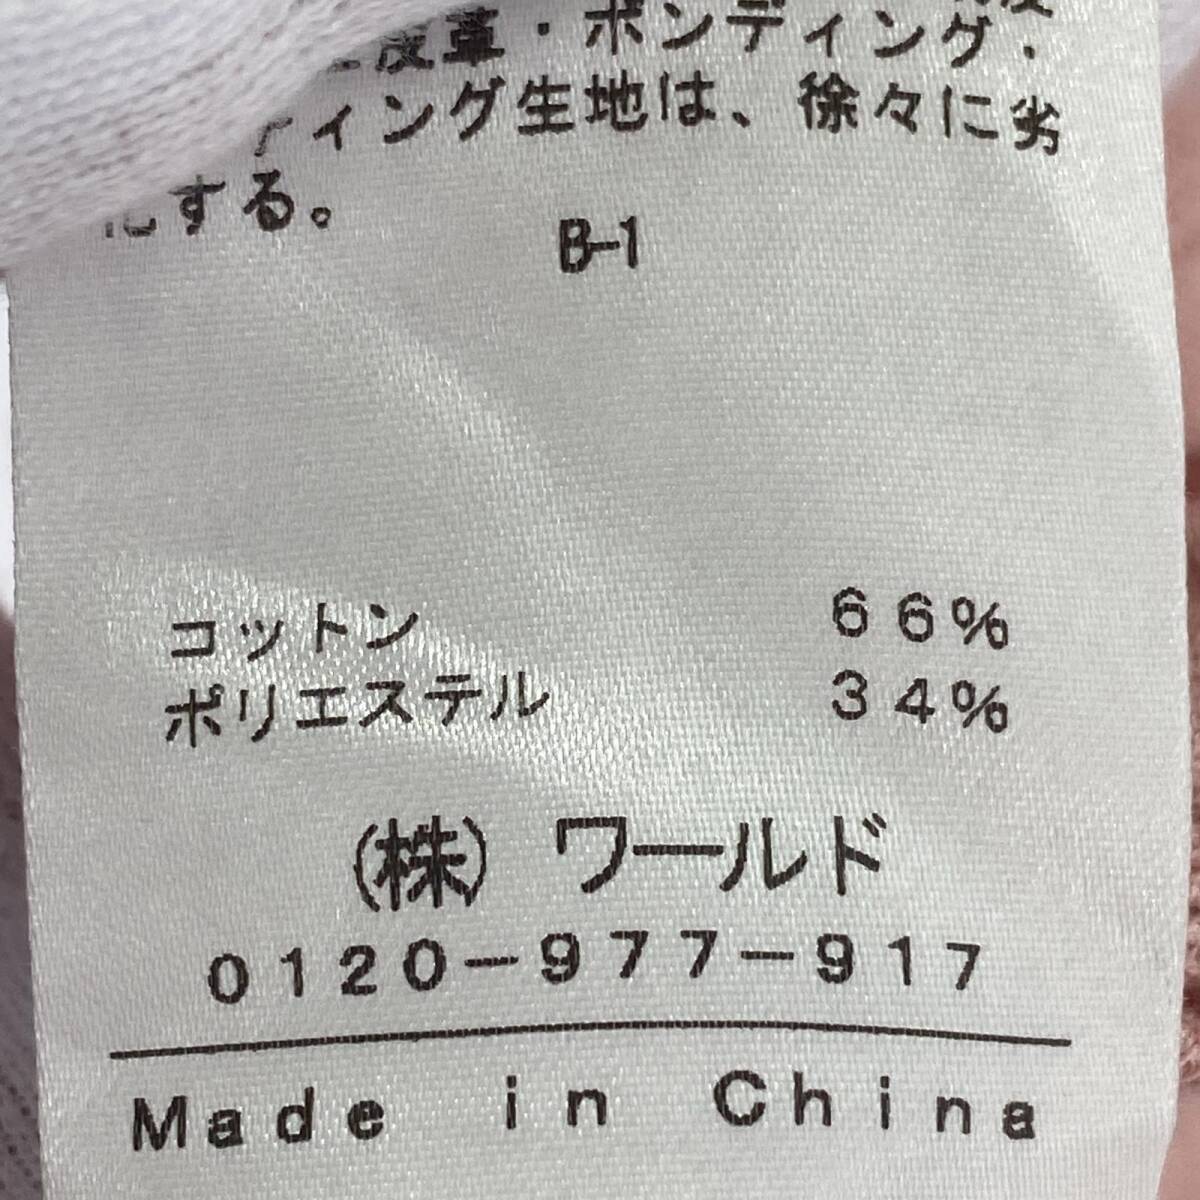 皮革・ボンディング・
ィング生地は、徐々に劣
化する。
B-1
コットン 66%
ポリエステル 34%
(株) ワールド
0120-977-917
Made in China